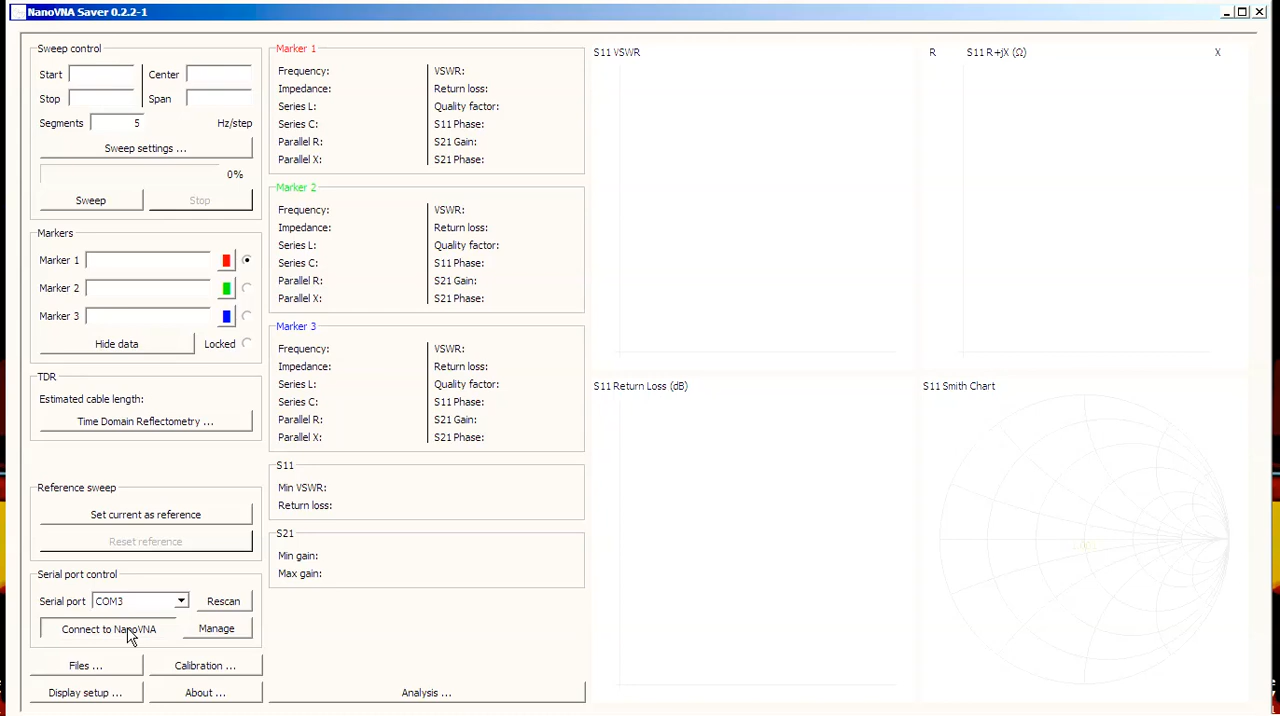 NanoVNA Saver 0.2.2-1
Sweep control
Start
Center
Stop
Span
Segments 5 Hz/step
Sweep settings ...
0%
Sweep
Stop
Markers
Marker 1
Marker 2
Marker 3
Hide data
Locked
TDR
Estimated cable length:
Time Domain Reflectometry ...
Reference sweep
Set current as reference
Reset reference
Serial port control
Serial port COM3 Rescan
Connect to NanoVNA
Manage
Files ...
Calibration ...
Display setup ...
About ...
Marker 1
Frequency:
Impedance:
Series L:
Series C:
Parallel R:
Parallel X:
VSWR:
Return loss:
Quality factor:
S11 Phase:
S21 Gain:
S21 Phase:
Marker 2
Frequency:
Impedance:
Series L:
Series C:
Parallel R:
Parallel X:
VSWR:
Return loss:
Quality factor:
S11 Phase:
S21 Gain:
S21 Phase:
Marker 3
Frequency:
Impedance:
Series L:
Series C:
Parallel R:
Parallel X:
VSWR:
Return loss:
Quality factor:
S11 Phase:
S21 Gain:
S21 Phase:
S11
Min VSWR:
Return loss:
S21
Min gain:
Max gain:
Analysis ...
S11 VSWR
R S11 R+jX (Ω) X
S11 Return Loss (dB)
S11 Smith Chart